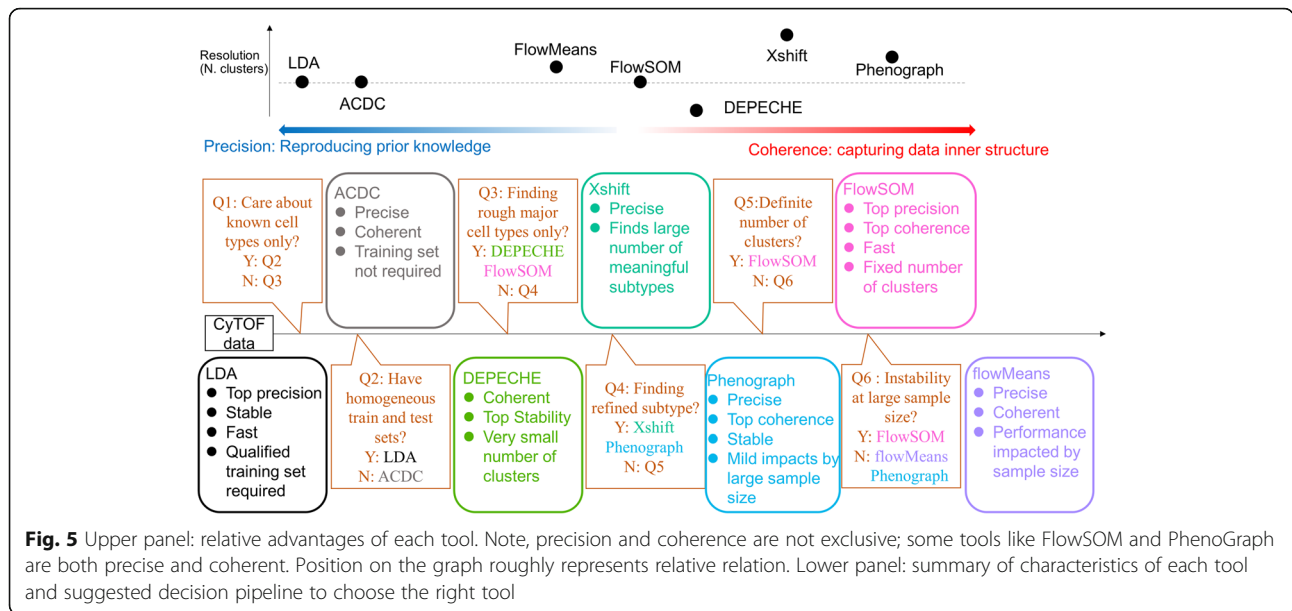 Resolution
(N. clusters)
LDA
ACDC
FlowMeans
FlowSOM
DEPECHE
Xshift
Phenograph
Precision: Reproducing prior knowledge
Coherence: capturing data inner structure
Q1: Care about
known cell
types only?
Y: Q2
N: Q3
ACDC
● Precise
● Coherent
● Training set
not required
Q3: Finding
rough major
cell types only?
Y: DEPECHE
FlowSOM
N: Q4
Xshift
● Precise
● Finds large
number of
meaningful
subtypes
Q5:Definite
number of
clusters?
Y: FlowSOM
N: Q6
FlowSOM
● Top precision
● Top coherence
● Fast
● Fixed number
of clusters
CyTOF
data
LDA
● Top precision
● Stable
● Fast
● Qualified
training set
required
Q2: Have
homogeneous
train and test
sets?
Y: LDA
N: ACDC
DEPECHE
● Coherent
● Top Stability
● Very small
number of
clusters
Q4: Finding
refined subtype?
Y: Xshift
Phenograph
N: Q5
Phenograph
● Precise
● Top coherence
● Stable
● Mild impacts by
large sample
size
Q6 : Instability
at large sample
size?
Y: FlowSOM
N: flowMeans
Phenograph
flowMeans
● Precise
● Coherent
● Performance
impacted by
sample size
Fig. 5 Upper panel: relative advantages of each tool. Note, precision and coherence are not exclusive; some tools like FlowSOM and PhenoGraph
are both precise and coherent. Position on the graph roughly represents relative relation. Lower panel: summary of characteristics of each tool
and suggested decision pipeline to choose the right tool